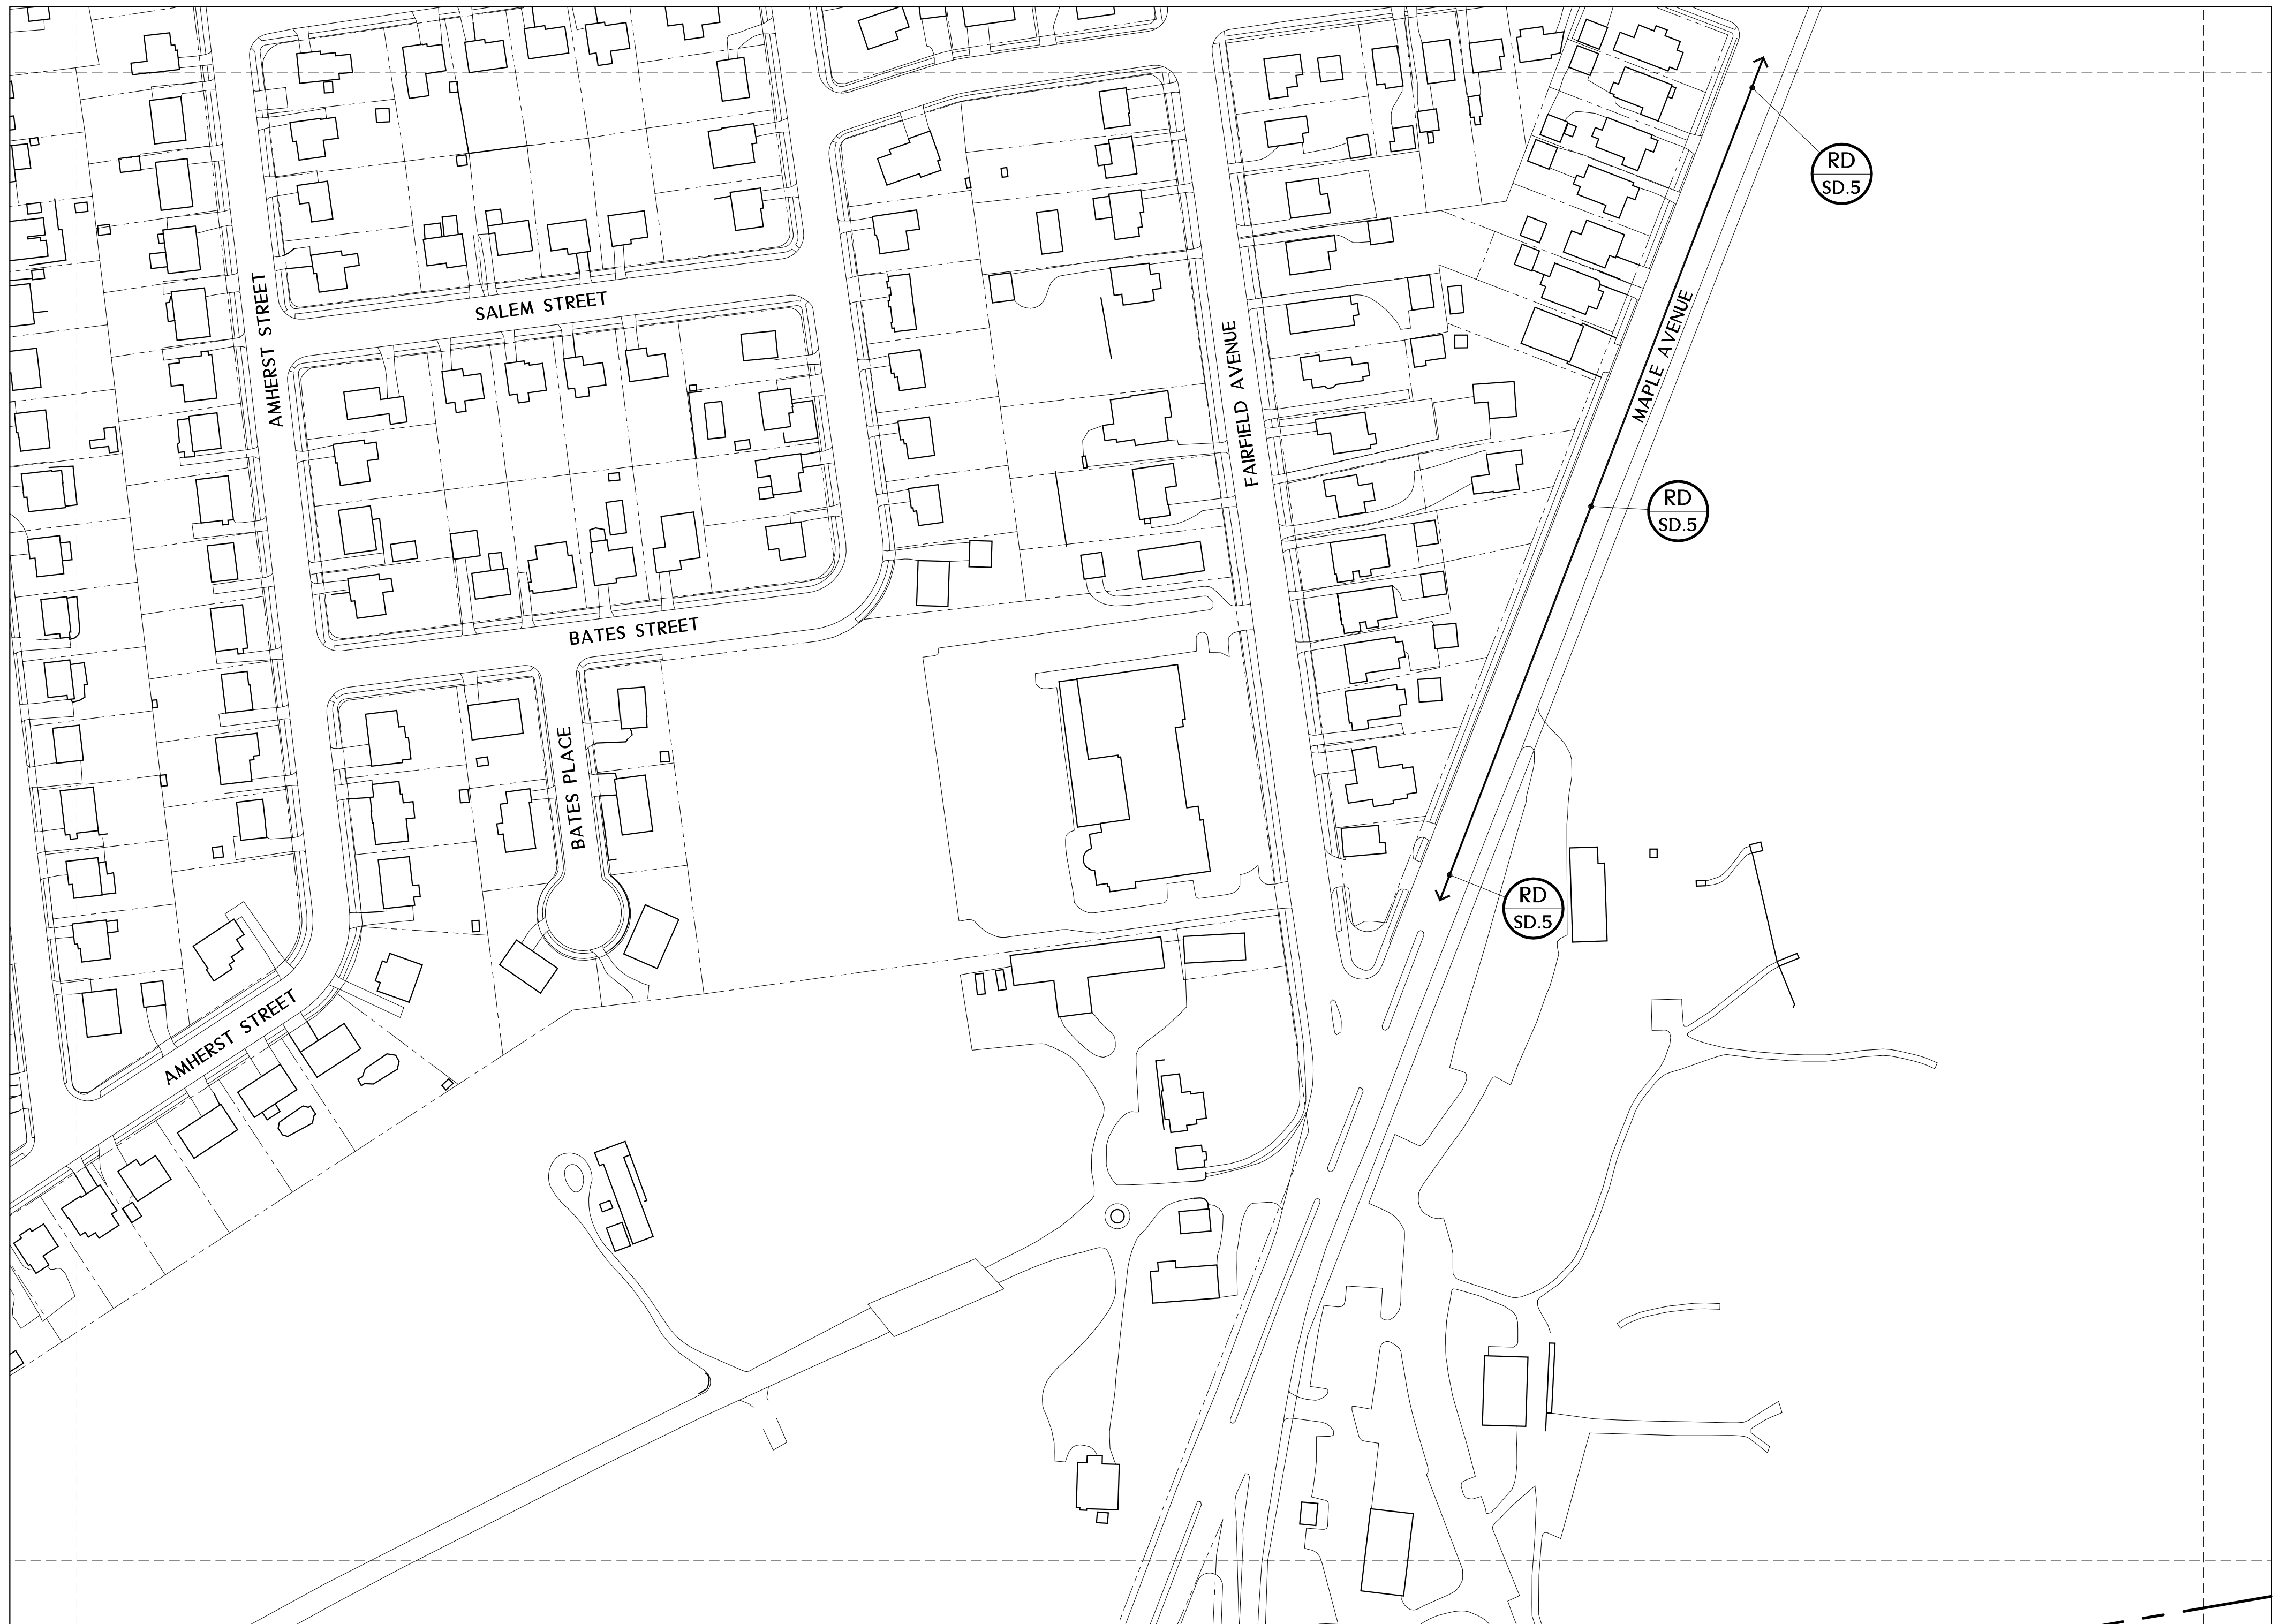 RD
SD.5
AMHERST STREET
SALEM STREET
MAPLE AVENUE
FAIRFIELD AVENUE
RD
SD.5
BATES STREET
BATES PLACE
RD
SD.5
AMHERST STREET